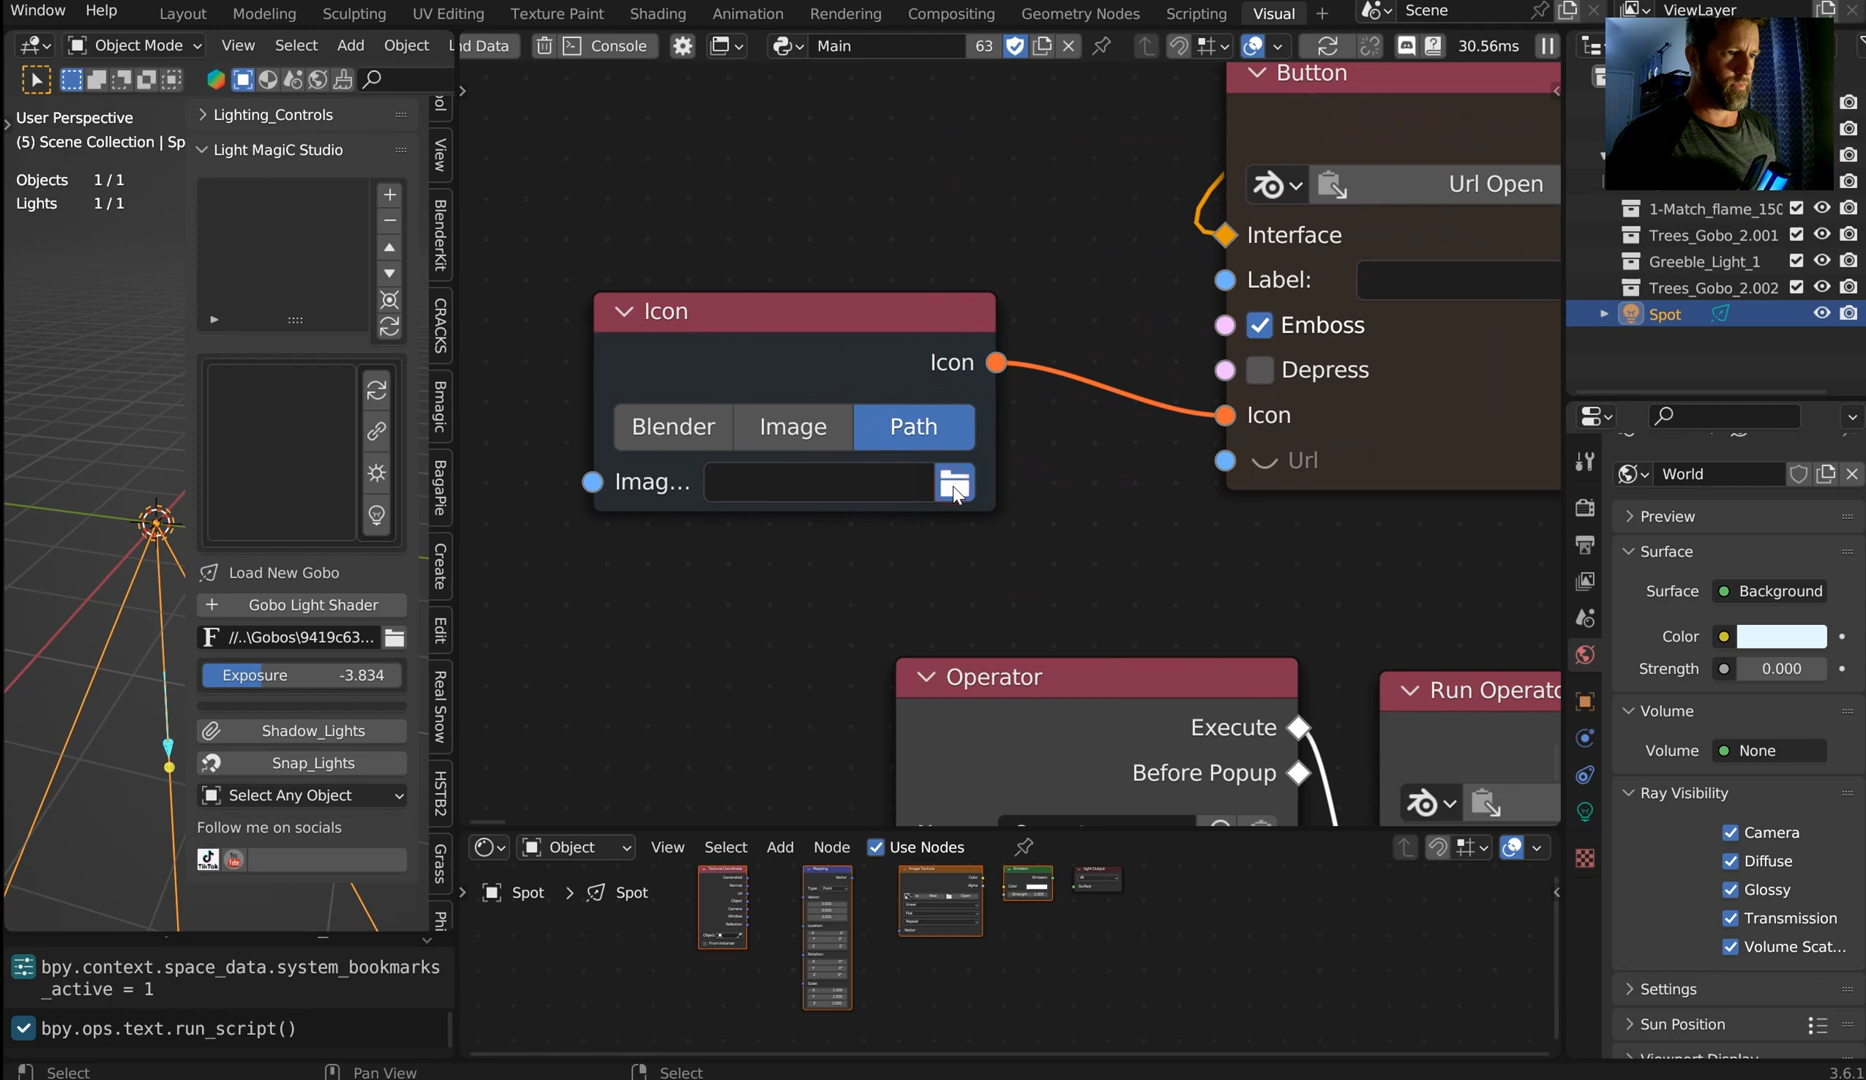 Window Help Layout Modeling Sculpting UV Editing Texture Paint Shading Animation Rendering Compositing Geometry Nodes Scripting Visual + Scene ViewLayer
Object Mode View Select Add Object nd Data Console Main 63 30.56ms
User Perspective
(5) Scene Collection | Sp
Objects 1 / 1
Lights 1 / 1
Lighting_Controls
Light MagiC Studio
Load New Gobo
Gobo Light Shader
F //..\Gobos\9419c63...
Exposure -3.834
Shadow_Lights
Snap_Lights
Select Any Object
Follow me on socials
TikTok
View
BlenderKit
CRACKS
Bmagic
BagaPie
Create
Edit
Real Snow
HSTB2
Grass
Phi
bpy.context.space_data.system_bookmarks
_active = 1
bpy.ops.text.run_script()
Icon
Icon
Blender Image Path
Imag...
Button
Url Open
Interface
Label:
Emboss
Depress
Icon
Url
Operator
Execute
Before Popup
Run Operato
Object View Select Add Node Use Nodes
Spot > Spot
1-Match_flame_150
Trees_Gobo_2.001
Greeble_Light_1
Trees_Gobo_2.002
Spot
World
Preview
Surface
Surface Background
Color
Strength 0.000
Volume
Volume None
Ray Visibility
Camera
Diffuse
Glossy
Transmission
Volume Scat...
Settings
Sun Position
Viewport Display
Select Pan View Select 3.6.1